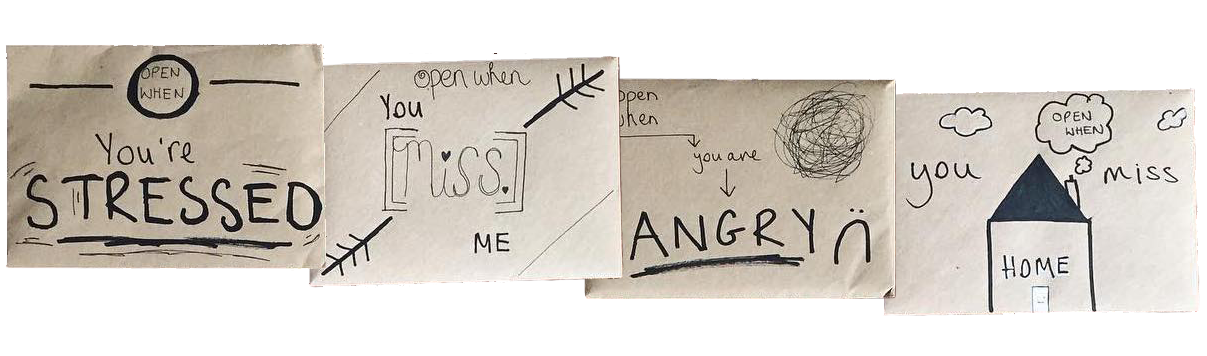 OPEN
WHEN
You're
STRESSED
open when
You
Miss
ME
open
when
you are
ANGRY
OPEN
WHEN
you miss
HOME